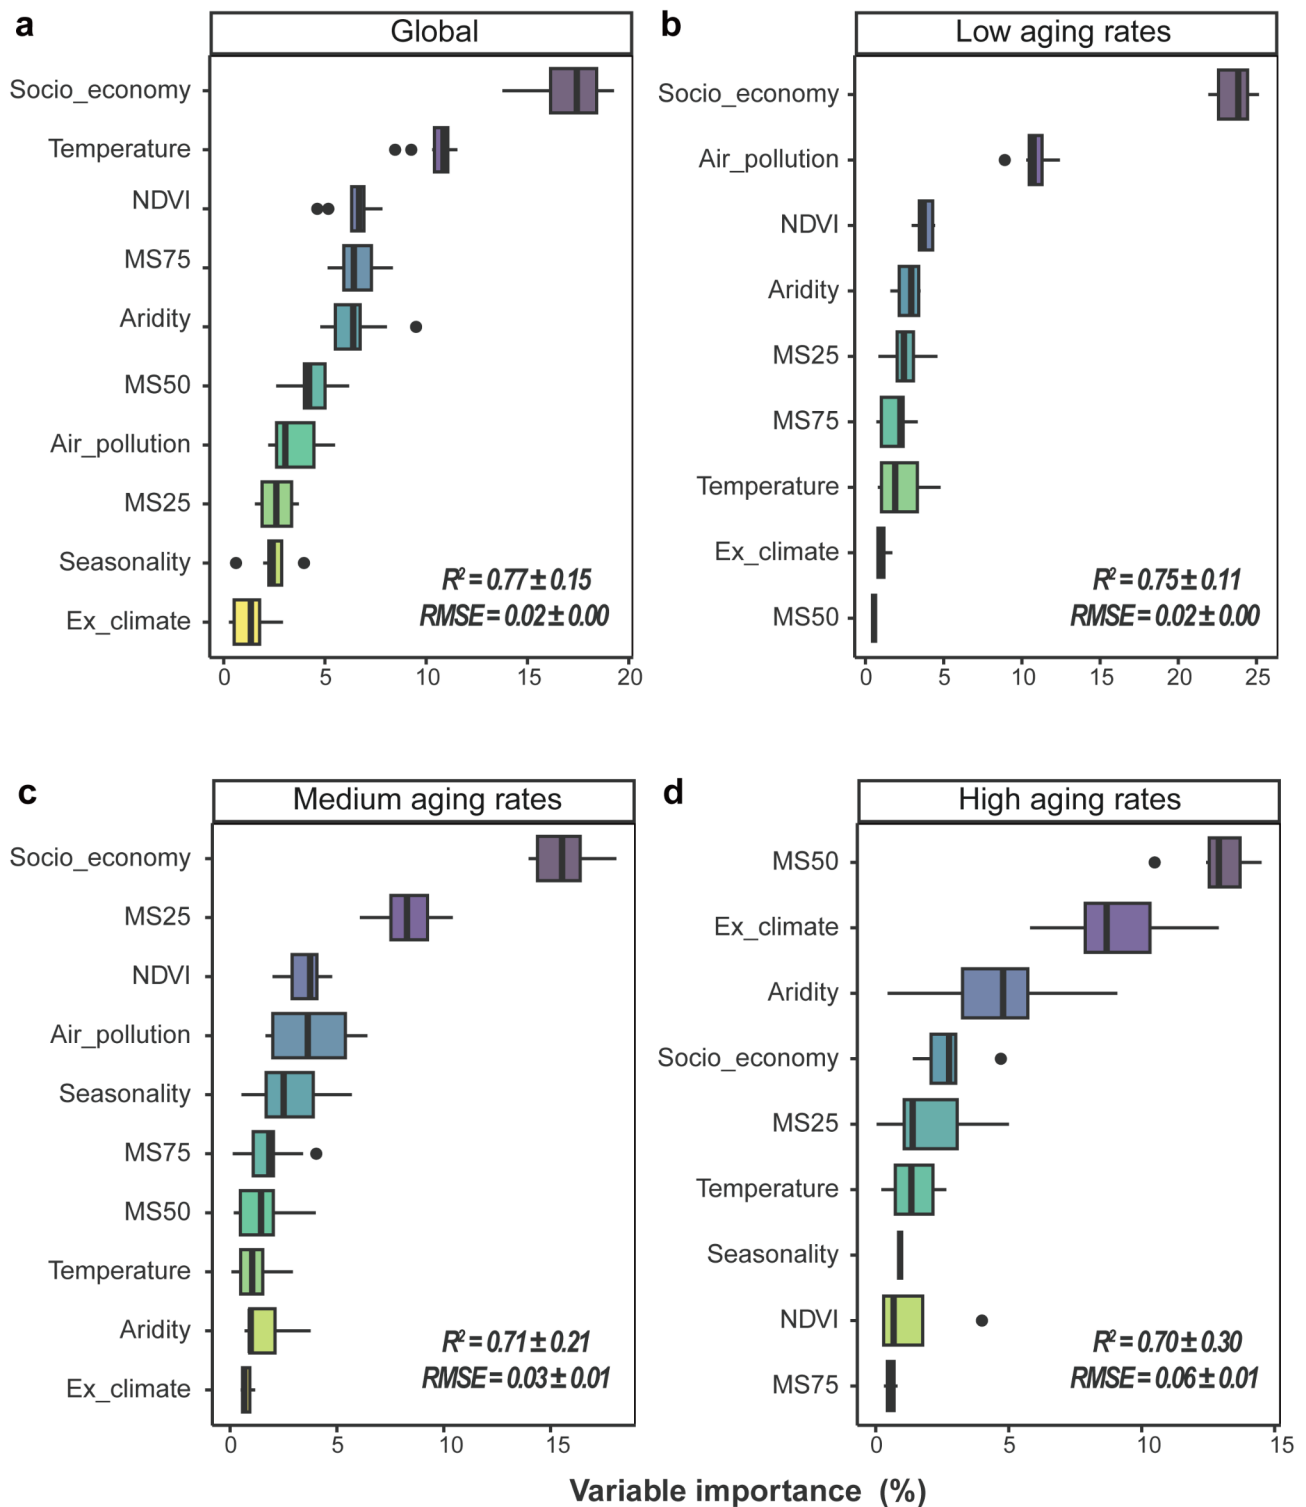 a
Global
Socio_economy
Temperature
NDVI
MS75
Aridity
MS50
Air_pollution
MS25
Seasonality
Ex_climate
R² = 0.77 ± 0.15
RMSE = 0.02 ± 0.00
0 5 10 15 20
b
Low aging rates
Socio_economy
Air_pollution
NDVI
Aridity
MS25
MS75
Temperature
Ex_climate
MS50
R² = 0.75 ± 0.11
RMSE = 0.02 ± 0.00
0 5 10 15 20 25
c
Medium aging rates
Socio_economy
MS25
NDVI
Air_pollution
Seasonality
MS75
MS50
Temperature
Aridity
Ex_climate
R² = 0.71 ± 0.21
RMSE = 0.03 ± 0.01
0 5 10 15
d
High aging rates
MS50
Ex_climate
Aridity
Socio_economy
MS25
Temperature
Seasonality
NDVI
MS75
R² = 0.70 ± 0.30
RMSE = 0.06 ± 0.01
0 5 10 15
Variable importance (%)